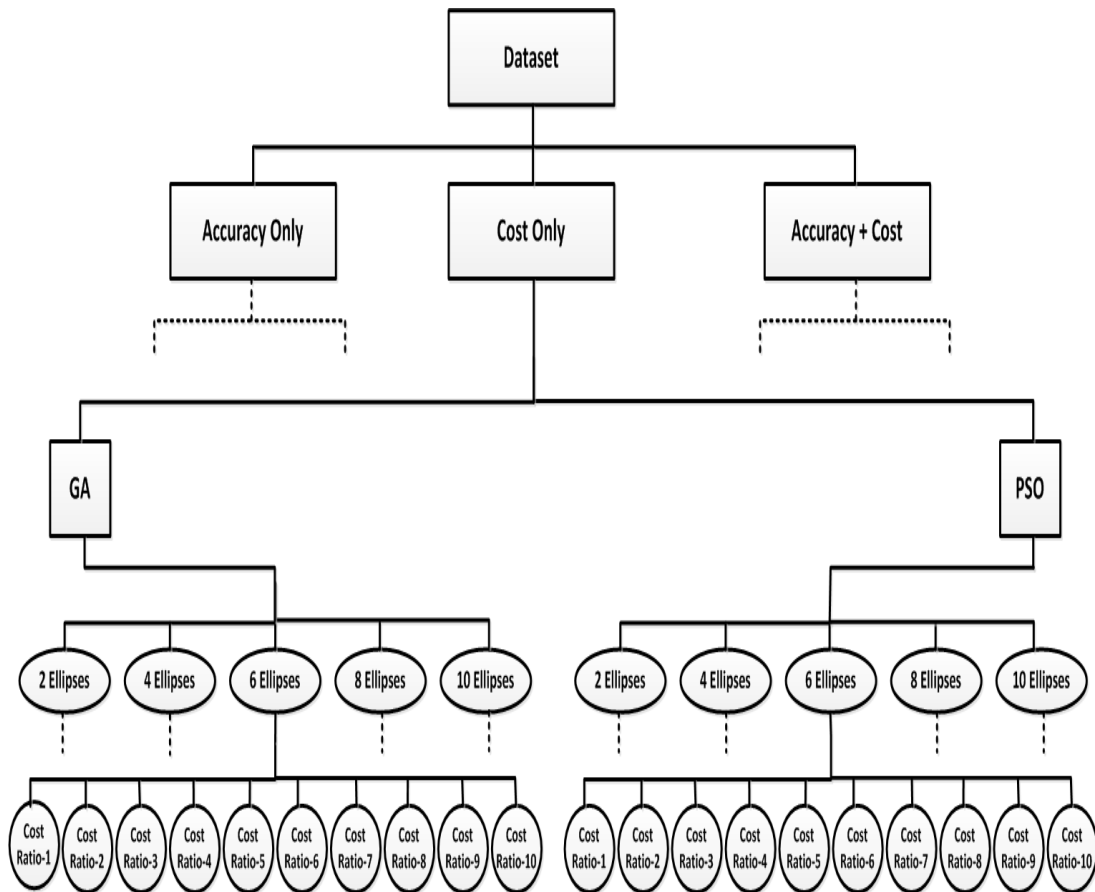 Dataset
Accuracy Only
Cost Only
Accuracy + Cost
GA
PSO
2 Ellipses
4 Ellipses
6 Ellipses
8 Ellipses
10 Ellipses
2 Ellipses
4 Ellipses
6 Ellipses
8 Ellipses
10 Ellipses
Cost
Ratio-1
Cost
Ratio-2
Cost
Ratio-3
Cost
Ratio-4
Cost
Ratio-5
Cost
Ratio-6
Cost
Ratio-7
Cost
Ratio-8
Cost
Ratio-9
Cost
Ratio-10
Cost
Ratio-1
Cost
Ratio-2
Cost
Ratio-3
Cost
Ratio-4
Cost
Ratio-5
Cost
Ratio-6
Cost
Ratio-7
Cost
Ratio-8
Cost
Ratio-9
Cost
Ratio-10